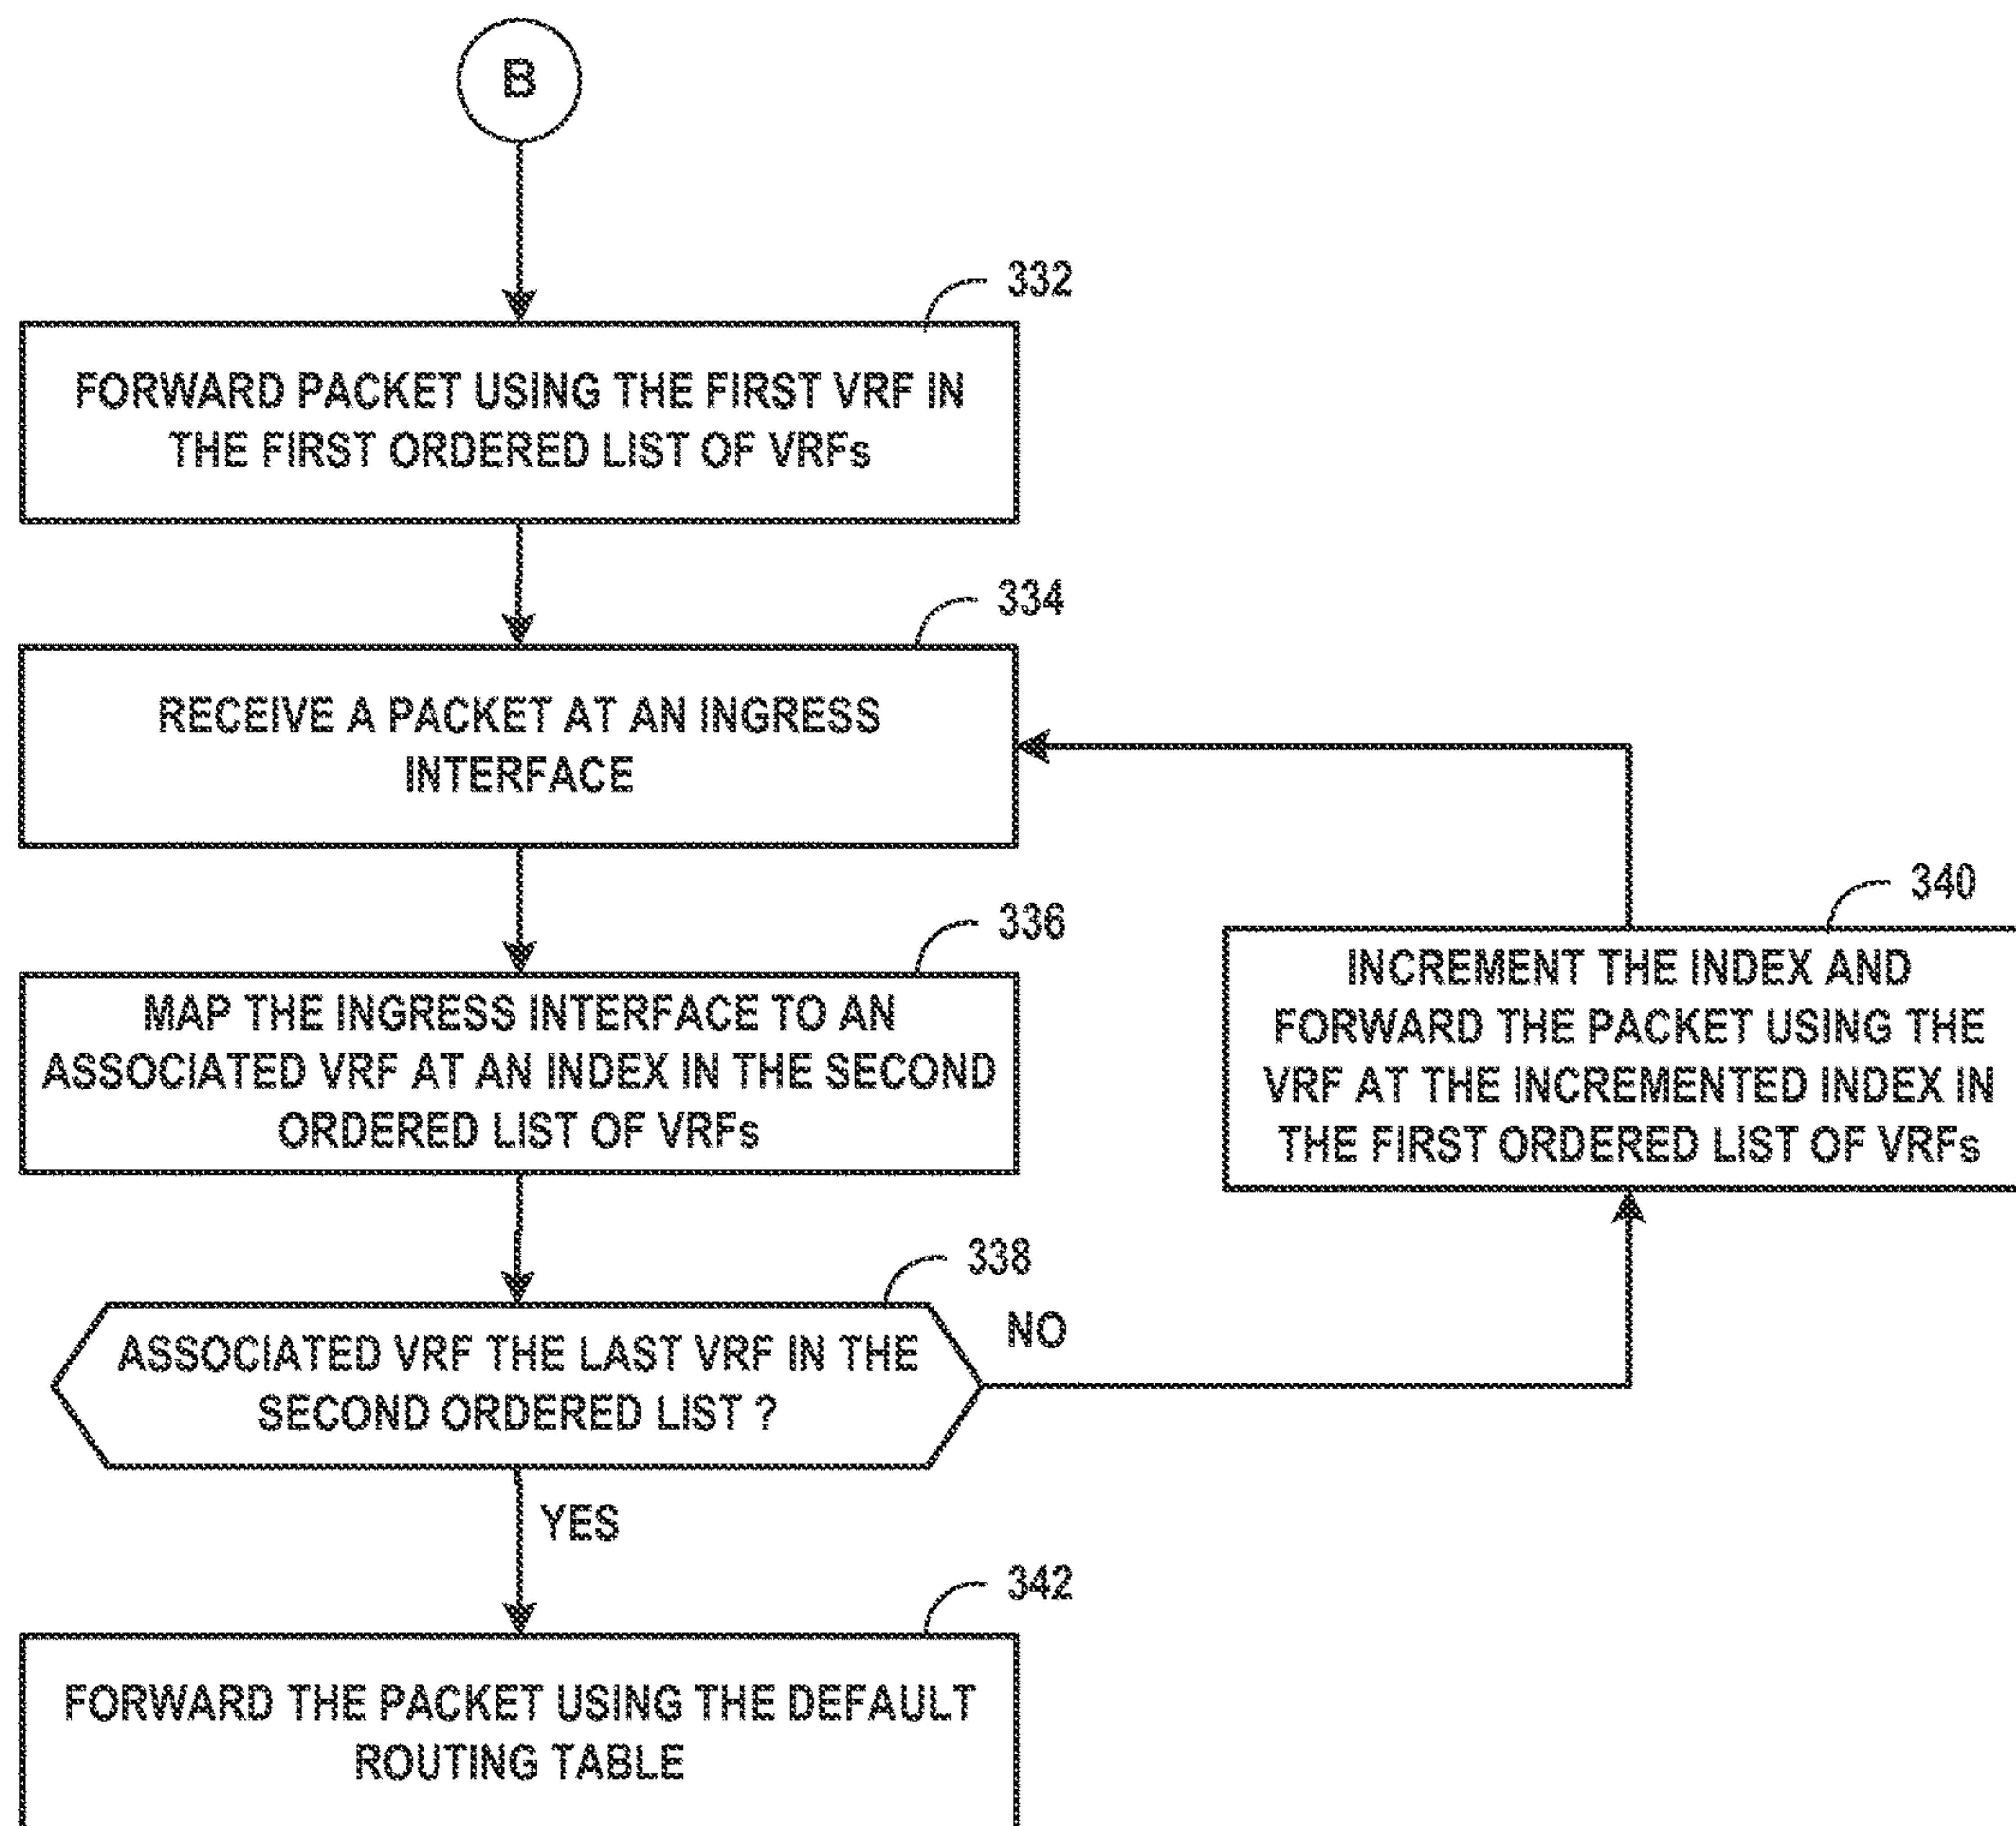 B
332
FORWARD PACKET USING THE FIRST VRF IN
THE FIRST ORDERED LIST OF VRFs
334
RECEIVE A PACKET AT AN INGRESS
INTERFACE
336
MAP THE INGRESS INTERFACE TO AN
ASSOCIATED VRF AT AN INDEX IN THE SECOND
ORDERED LIST OF VRFs
340
INCREMENT THE INDEX AND
FORWARD THE PACKET USING THE
VRF AT THE INCREMENTED INDEX IN
THE FIRST ORDERED LIST OF VRFs
338
ASSOCIATED VRF THE LAST VRF IN THE
SECOND ORDERED LIST ?
NO
YES
342
FORWARD THE PACKET USING THE DEFAULT
ROUTING TABLE